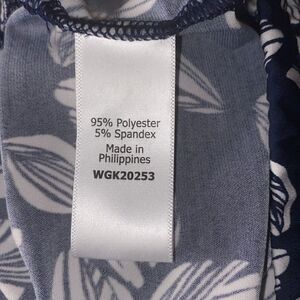 95% Polyester
5% Spandex
Made in
Philippines
WGK20253